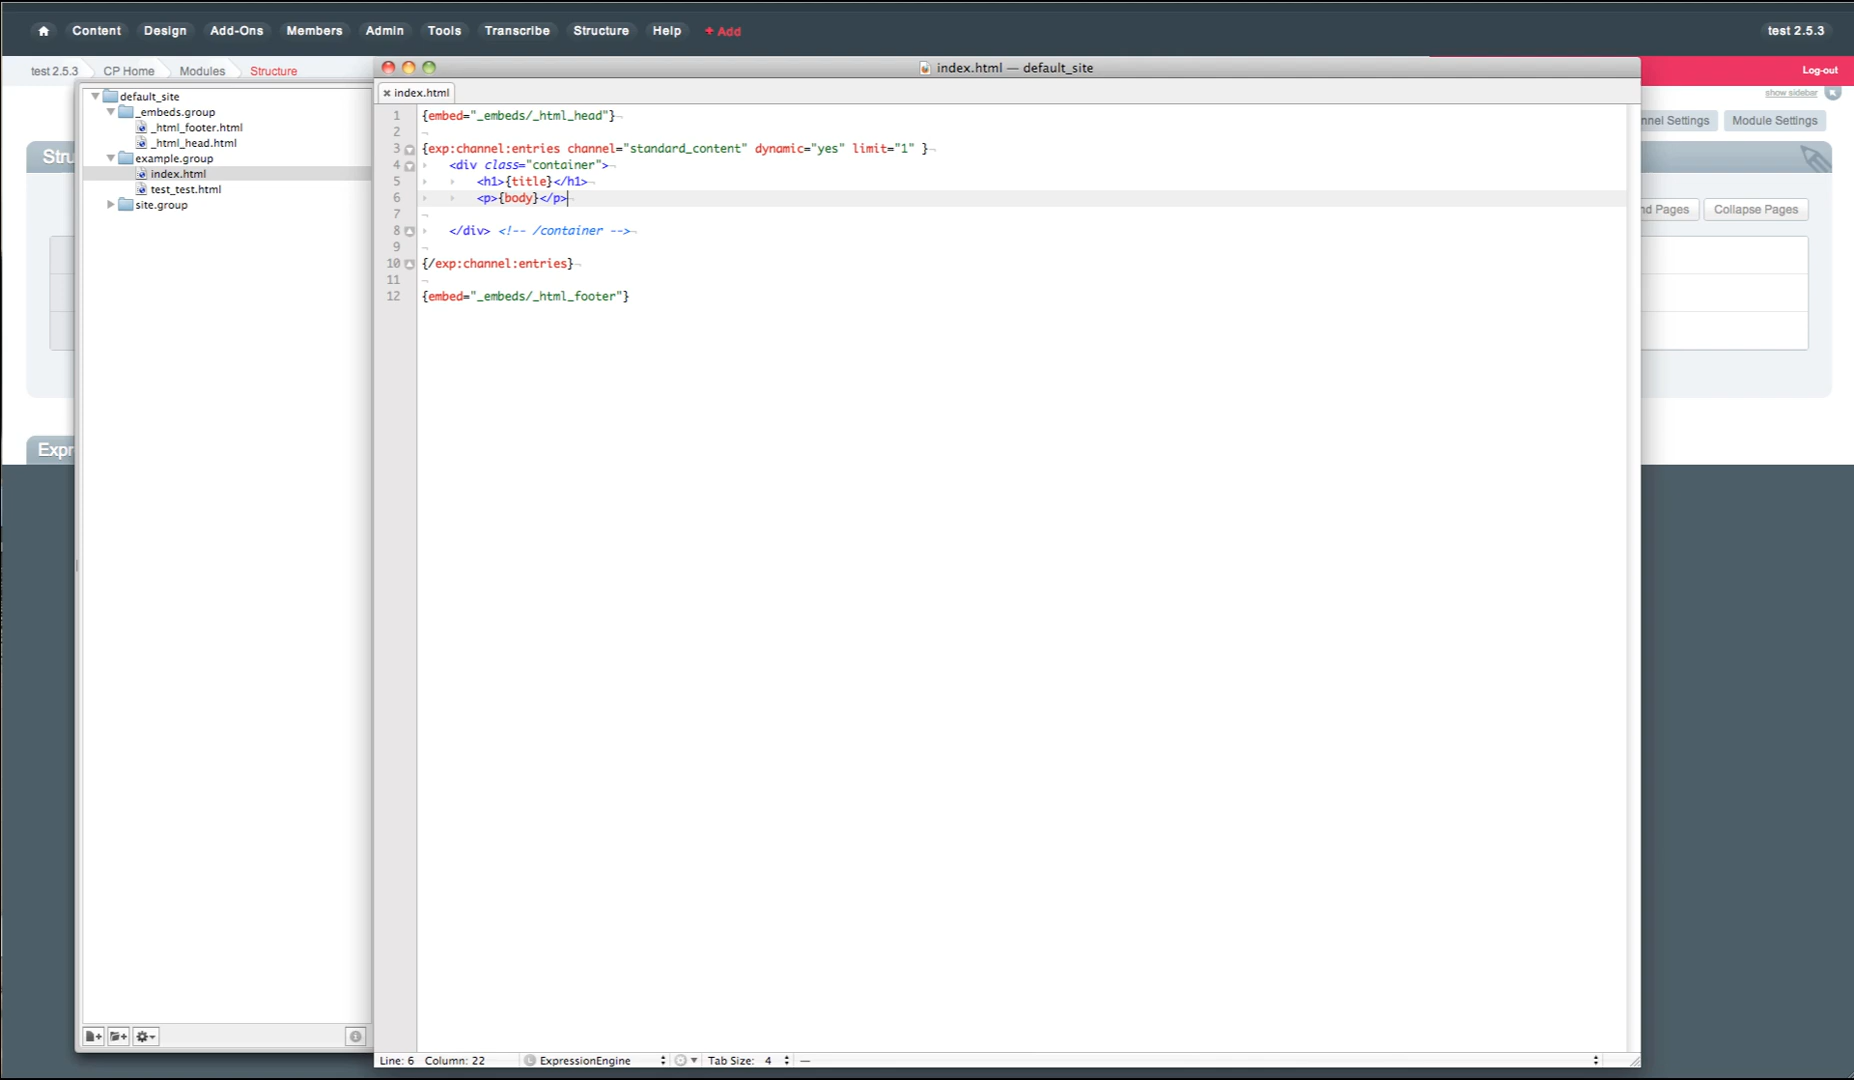 Content Design Add-Ons Members Admin Tools Transcribe Structure Help + Add test 2.5.3
test 2.5.3 CP Home Modules Structure
Log-out
show sidebar
nnel Settings Module Settings
Stru
nd Pages Collapse Pages
Expr
default_site
_embeds.group
_html_footer.html
_html_head.html
example.group
index.html
test_test.html
site.group
index.html — default_site
index.html
1 {embed="_embeds/_html_head"}
2
3 {exp:channel:entries channel="standard_content" dynamic="yes" limit="1" }
4 <div class="container">
5 <h1>{title}</h1>
6 <p>{body}</p>
7
8 </div> <!-- /container -->
9
10 {/exp:channel:entries}
11
12 {embed="_embeds/_html_footer"}
Line: 6 Column: 22 ExpressionEngine Tab Size: 4 —